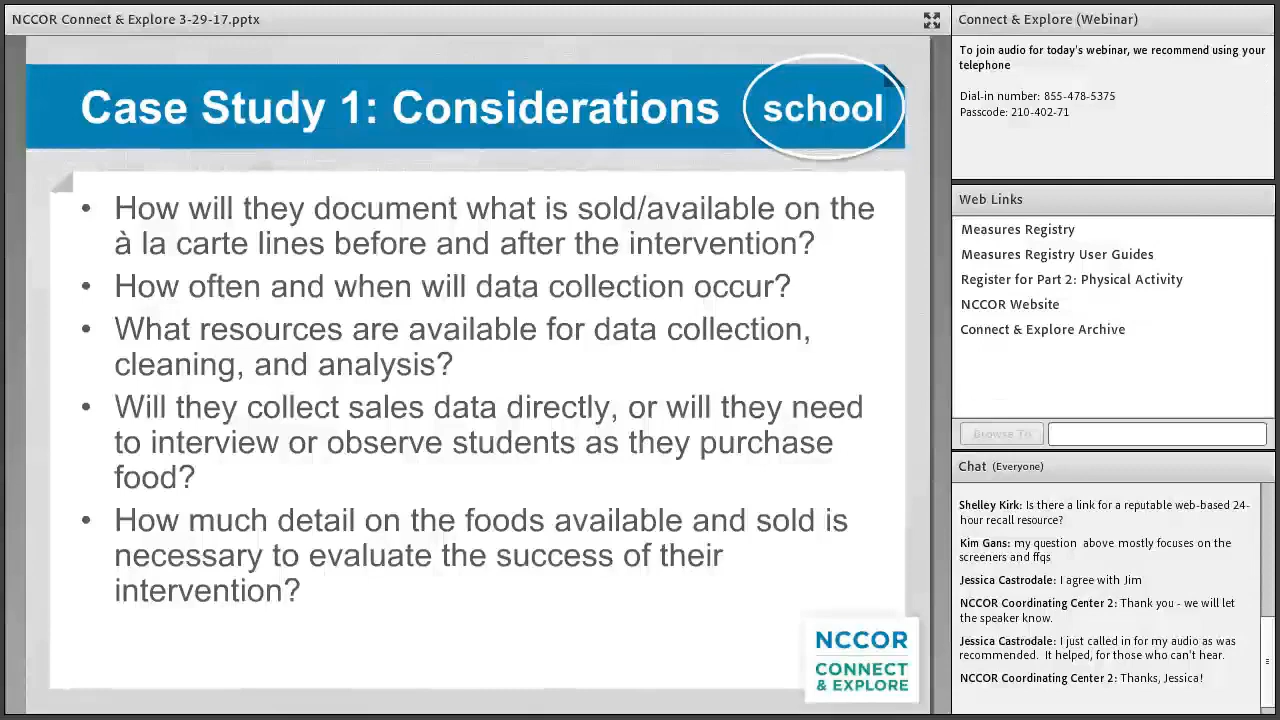 NCCOR Connect & Explore 3-29-17.pptx
Case Study 1: Considerations
school
• How will they document what is sold/available on the
à la carte lines before and after the intervention?
• How often and when will data collection occur?
• What resources are available for data collection,
cleaning, and analysis?
• Will they collect sales data directly, or will they need
to interview or observe students as they purchase
food?
• How much detail on the foods available and sold is
necessary to evaluate the success of their
intervention?
NCCOR
CONNECT
& EXPLORE
Connect & Explore (Webinar)
To join audio for today's webinar, we recommend using your
telephone
Dial-in number: 855-478-5375
Passcode: 210-402-71
Web Links
Measures Registry
Measures Registry User Guides
Register for Part 2: Physical Activity
NCCOR Website
Connect & Explore Archive
Browse To
Chat (Everyone)
Shelley Kirk: Is there a link for a reputable web-based 24-
hour recall resource?
Kim Gans: my question above mostly focuses on the
screeners and ffqs
Jessica Castrodale: I agree with Jim
NCCOR Coordinating Center 2: Thank you - we will let
the speaker know.
Jessica Castrodale: I just called in for my audio as was
recommended. It helped, for those who can't hear.
NCCOR Coordinating Center 2: Thanks, Jessica!